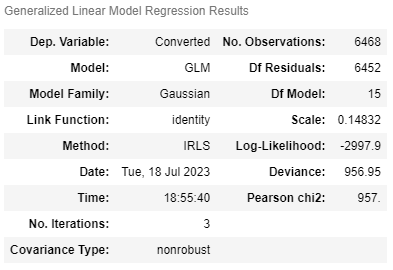 Generalized Linear Model Regression Results
Dep. Variable: Converted No. Observations: 6468
Model: GLM Df Residuals: 6452
Model Family: Gaussian Df Model: 15
Link Function: identity Scale: 0.14832
Method: IRLS Log-Likelihood: -2997.9
Date: Tue, 18 Jul 2023 Deviance: 956.95
Time: 18:55:40 Pearson chi2: 957.
No. Iterations: 3
Covariance Type: nonrobust